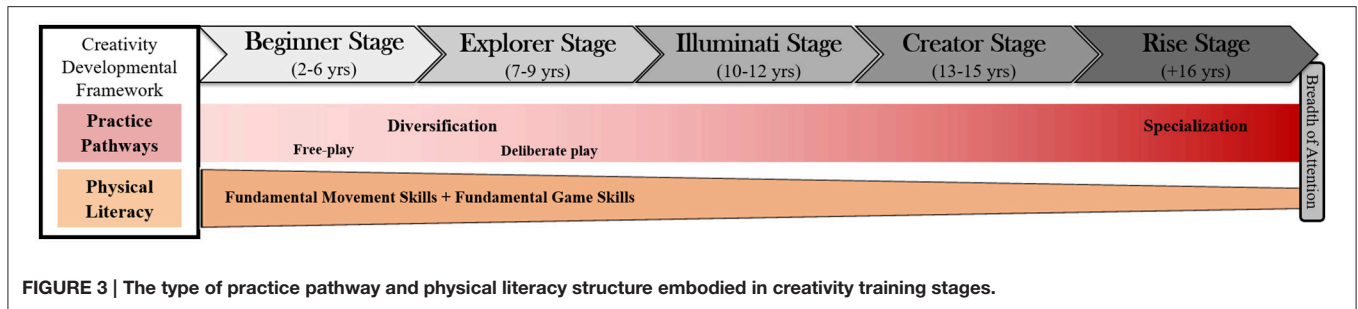 Creativity
Developmental
Framework
Beginner Stage
(2-6 yrs)
Explorer Stage
(7-9 yrs)
Illuminati Stage
(10-12 yrs)
Creator Stage
(13-15 yrs)
Rise Stage
(+16 yrs)
Breadth of Attention
Practice
Pathways
Diversification
Free-play
Deliberate play
Specialization
Physical
Literacy
Fundamental Movement Skills + Fundamental Game Skills
FIGURE 3 | The type of practice pathway and physical literacy structure embodied in creativity training stages.